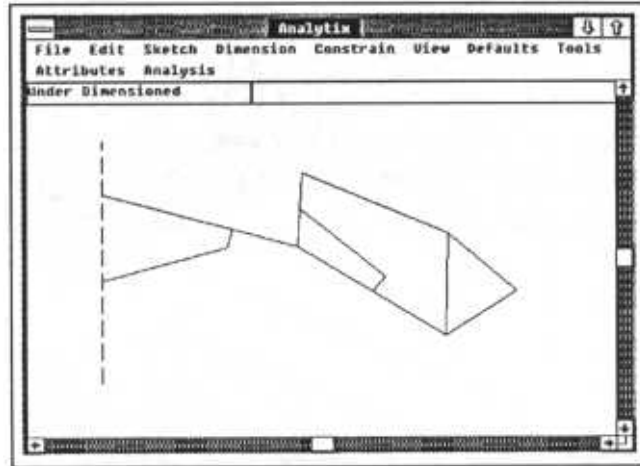 Analytix
File Edit Sketch Dimension Constrain View Defaults Tools
Attributes Analysis
Under Dimensioned